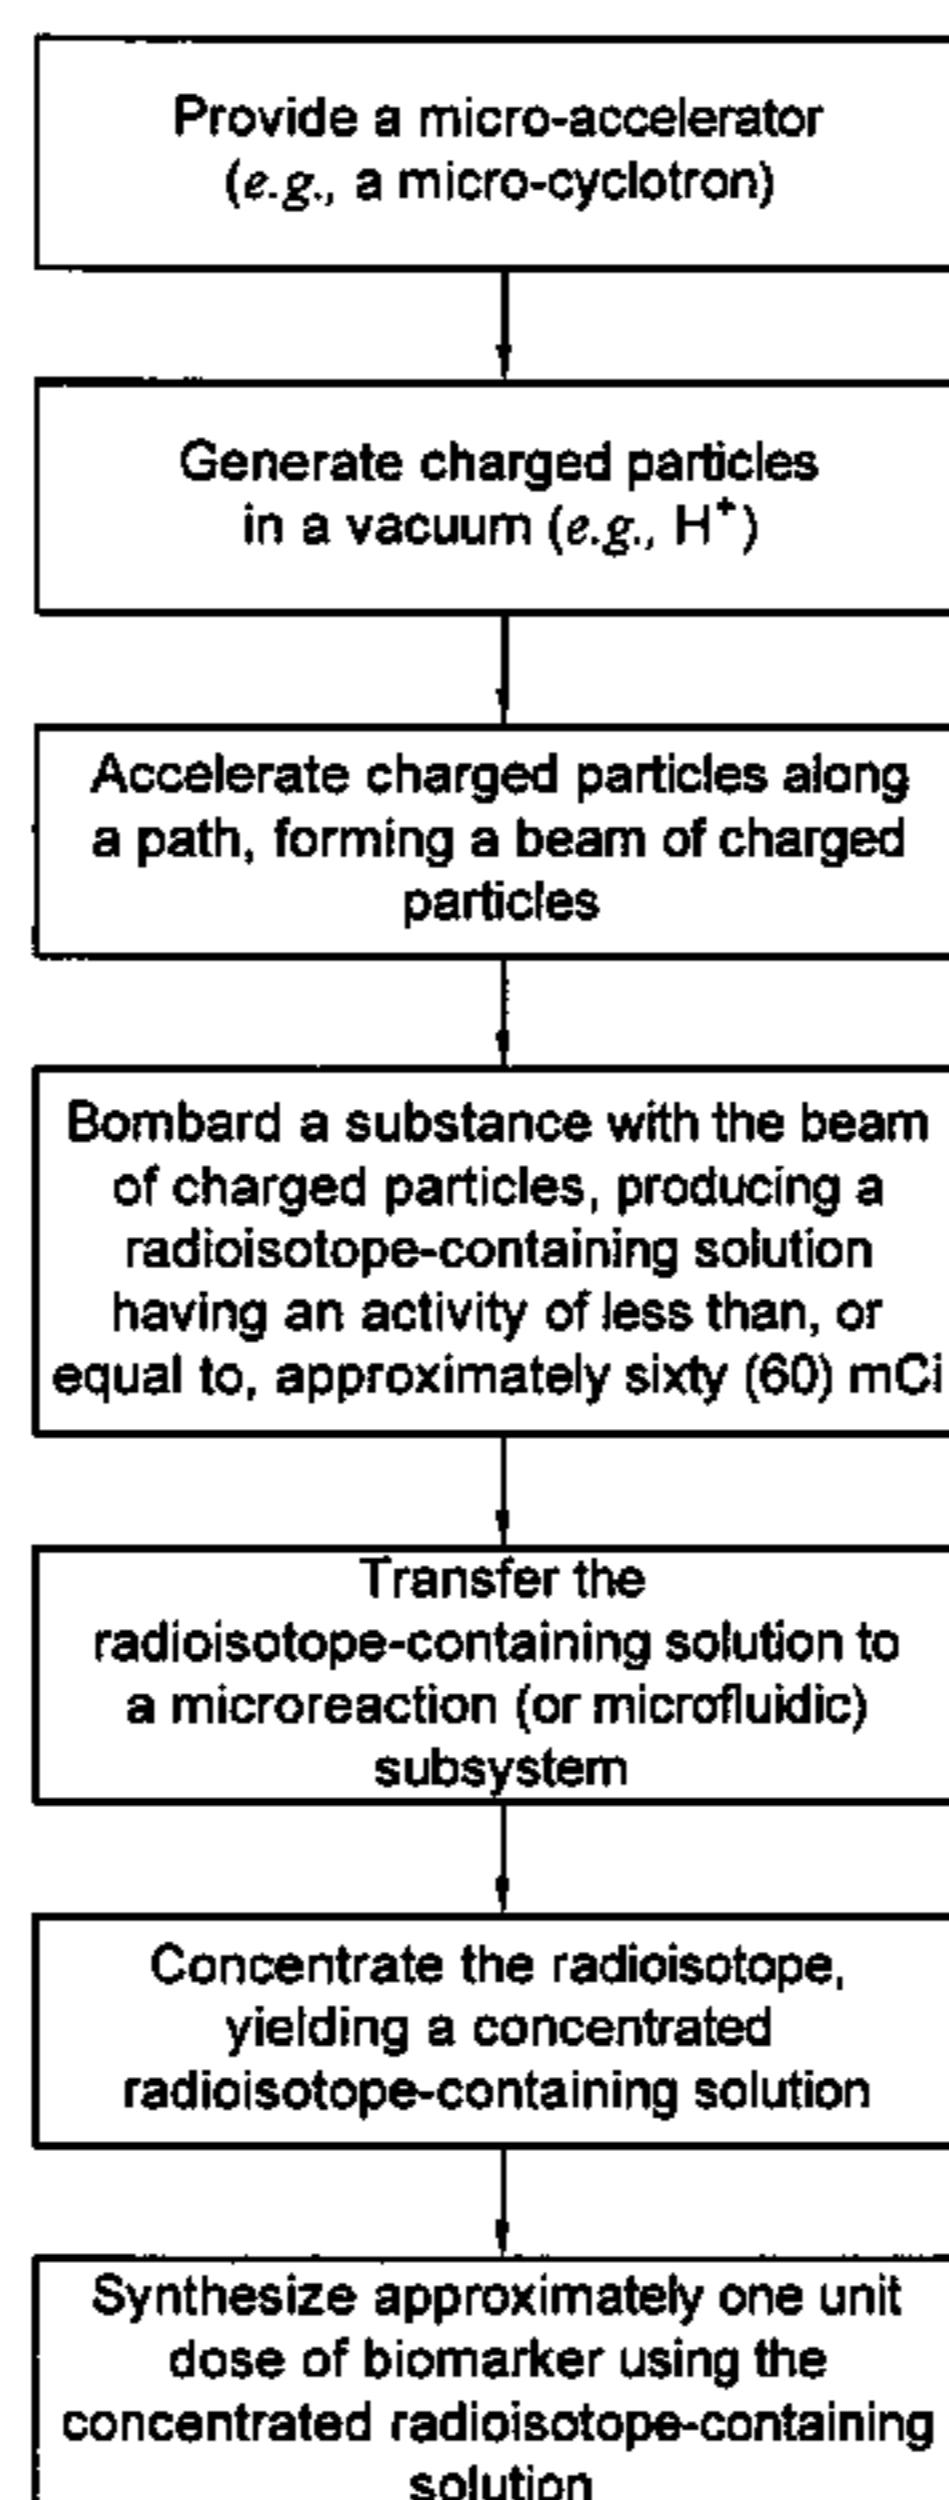 Provide a micro-accelerator
(e.g., a micro-cyclotron)
Generate charged particles
in a vacuum (e.g., H⁺)
Accelerate charged particles along
a path, forming a beam of charged
particles
Bombard a substance with the beam
of charged particles, producing a
radioisotope-containing solution
having an activity of less than, or
equal to, approximately sixty (60) mCi
Transfer the
radioisotope-containing solution to
a microreaction (or microfluidic)
subsystem
Concentrate the radioisotope,
yielding a concentrated
radioisotope-containing solution
Synthesize approximately one unit
dose of biomarker using the
concentrated radioisotope-containing
solution